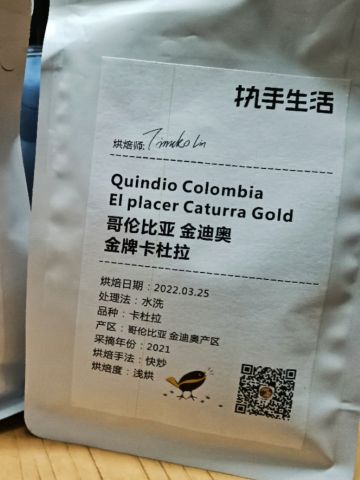 执手生活
烘焙师:
Quindio Colombia
El placer Caturra Gold
哥伦比亚 金迪奥
金牌卡杜拉
烘焙日期：2022.03.25
处理法：水洗
品种：卡杜拉
产区：哥伦比亚 金迪奥产区
采摘年份：2021
烘焙手法：快炒
烘焙度：浅烘